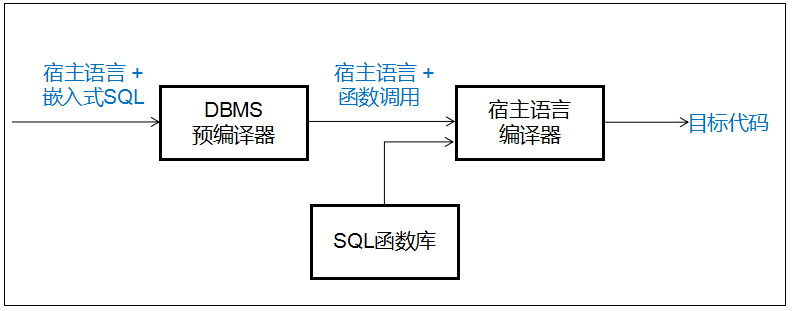 宿主语言 +
嵌入式SQL
DBMS
预编译器
宿主语言 +
函数调用
宿主语言
编译器
目标代码
SQL函数库